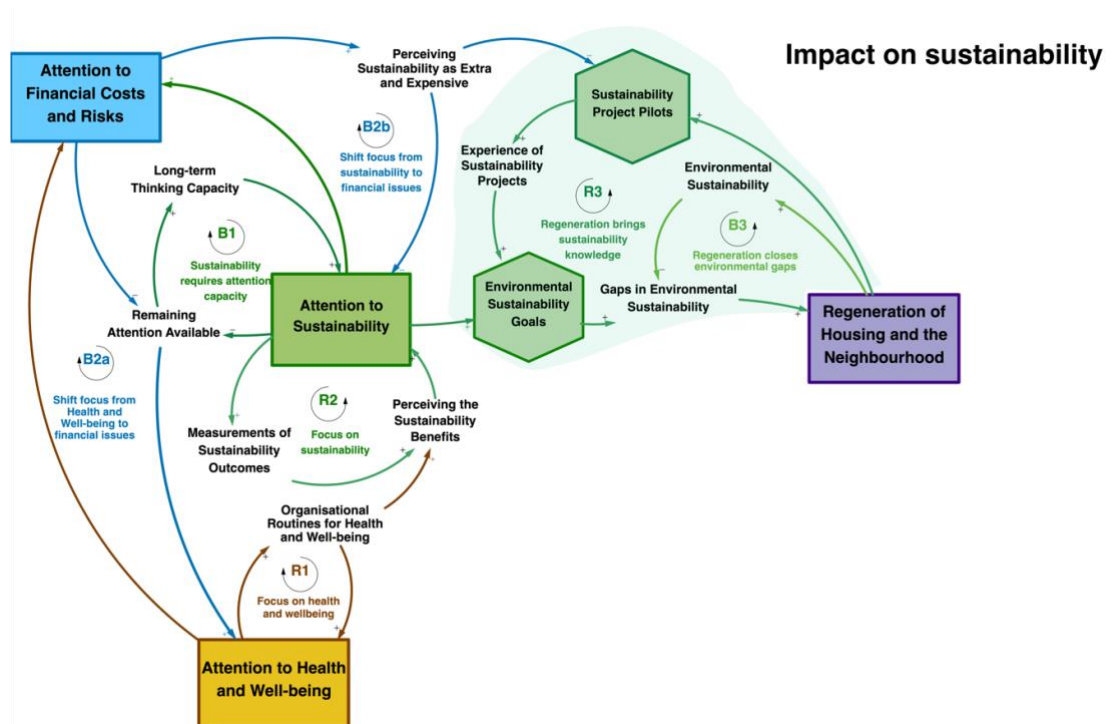 Impact on sustainability
Attention to
Financial Costs
and Risks
Perceiving
Sustainability as Extra
and Expensive
B2b
Shift focus from
sustainability to
financial issues
Long-term
Thinking Capacity
B1
Sustainability
requires attention
capacity
Remaining
Attention Available
B2a
Shift focus from
Health and
Well-being to
financial issues
Attention to
Sustainability
Measurements of
Sustainability
Outcomes
R2
Focus on
sustainability
Perceiving the
Sustainability
Benefits
Organisational
Routines for Health
and Well-being
R1
Focus on health
and wellbeing
Attention to Health
and Well-being
Sustainability
Project Pilots
Experience of
Sustainability
Projects
R3
Regeneration brings
sustainability
knowledge
Environmental
Sustainability
B3
Regeneration closes
environmental gaps
Environmental
Sustainability
Goals
Gaps in Environmental
Sustainability
Regeneration of
Housing and the
Neighbourhood